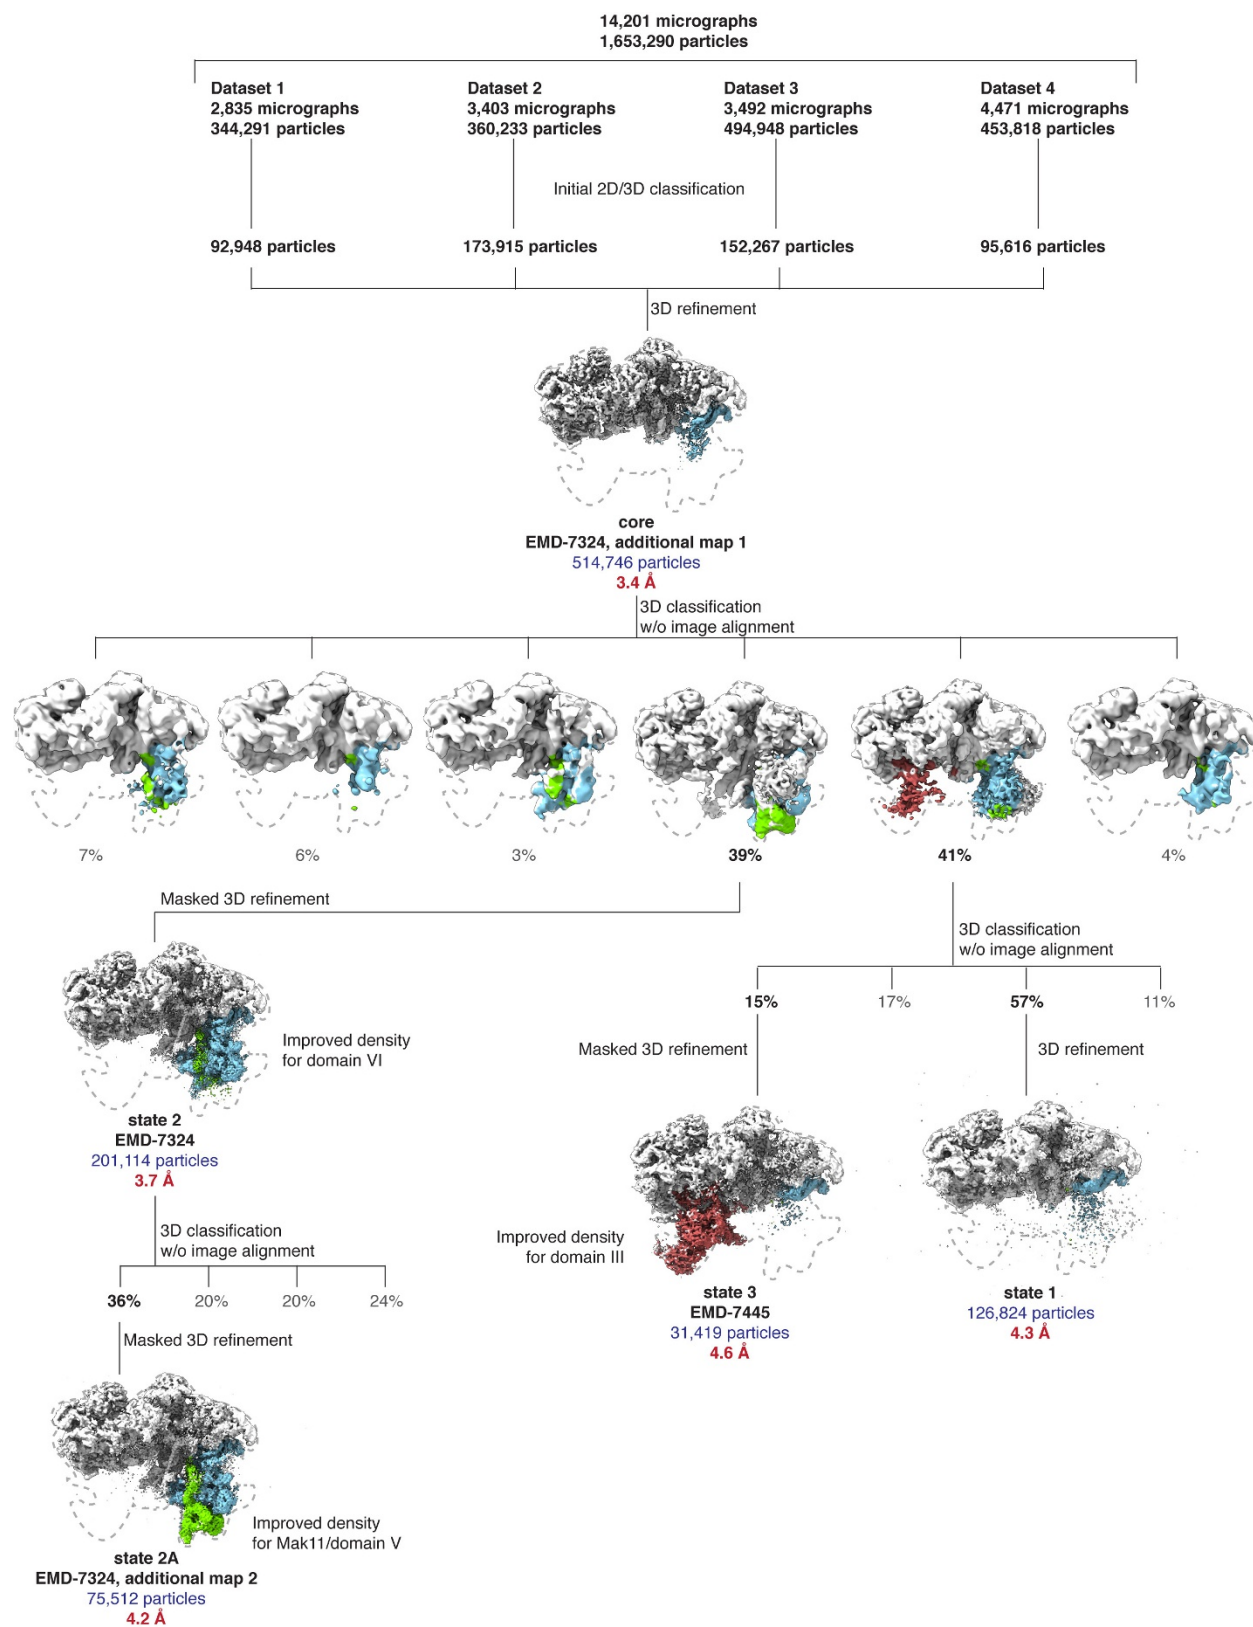 14,201 micrographs
1,653,290 particles
Dataset 1
2,835 micrographs
344,291 particles
Dataset 2
3,403 micrographs
360,233 particles
Dataset 3
3,492 micrographs
494,948 particles
Dataset 4
4,471 micrographs
453,818 particles
Initial 2D/3D classification
92,948 particles
173,915 particles
152,267 particles
95,616 particles
3D refinement
core
EMD-7324, additional map 1
514,746 particles
3.4 Å
3D classification
w/o image alignment
7%
6%
3%
39%
41%
4%
Masked 3D refinement
3D classification
w/o image alignment
15%
17%
57%
11%
Improved density
for domain VI
Masked 3D refinement
3D refinement
state 2
EMD-7324
201,114 particles
3.7 Å
3D classification
w/o image alignment
Improved density
for domain III
state 3
EMD-7445
31,419 particles
4.6 Å
state 1
126,824 particles
4.3 Å
36%
20%
20%
24%
Masked 3D refinement
Improved density
for Mak11/domain V
state 2A
EMD-7324, additional map 2
75,512 particles
4.2 Å